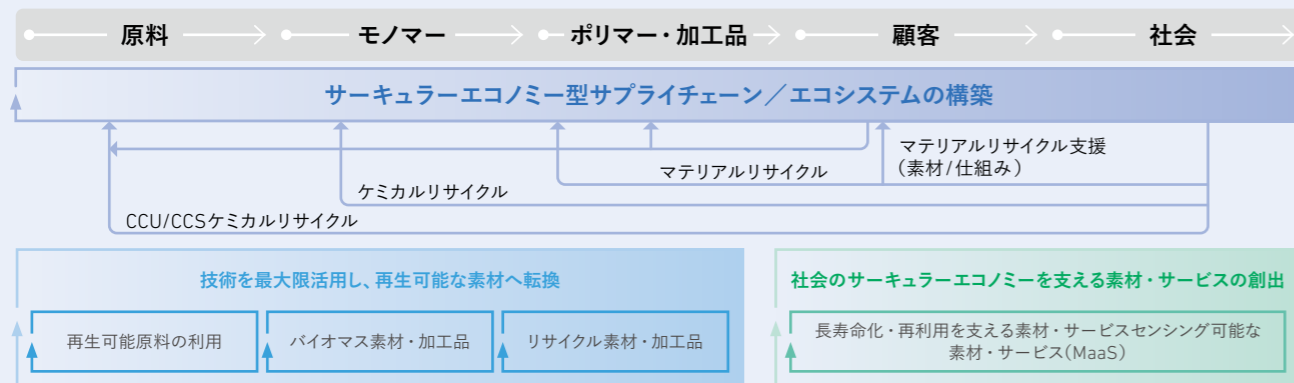 原料
モノマー
ポリマー・加工品
顧客
社会
サーキュラーエコノミー型サプライチェーン／エコシステムの構築
マテリアルリサイクル支援
(素材/仕組み)
マテリアルリサイクル
ケミカルリサイクル
CCU/CCSケミカルリサイクル
技術を最大限活用し、再生可能な素材へ転換
再生可能原料の利用
バイオマス素材・加工品
リサイクル素材・加工品
社会のサーキュラーエコノミーを支える素材・サービスの創出
長寿命化・再利用を支える素材・サービスセンシング可能な
素材・サービス(MaaS)